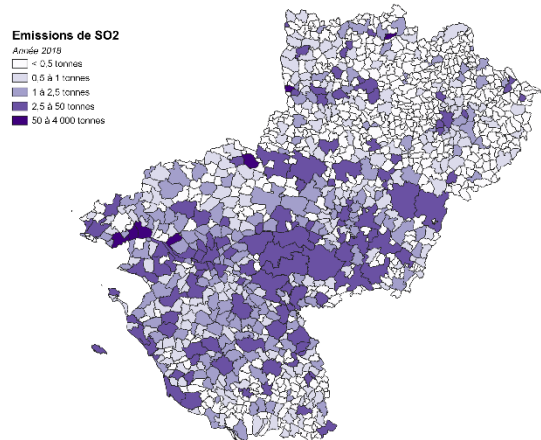 Emissions de SO2
Année 2018
< 0,5 tonnes
0,5 à 1 tonnes
1 à 2,5 tonnes
2,5 à 50 tonnes
50 à 4 000 tonnes